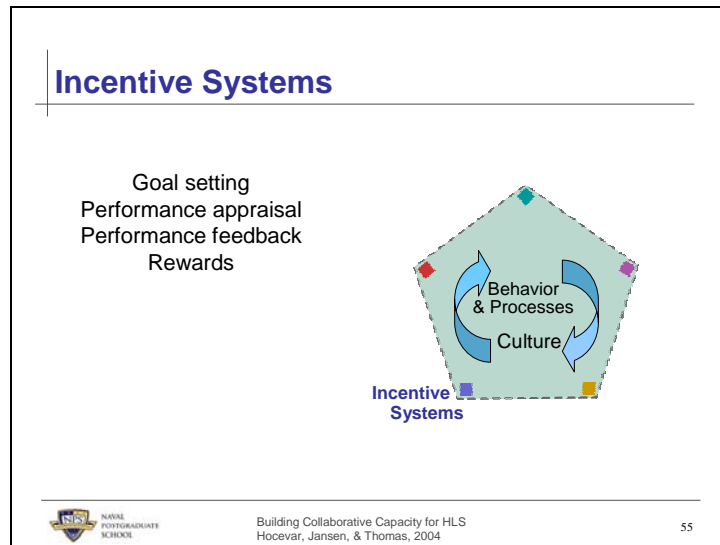 Incentive Systems
Goal setting
Performance appraisal
Performance feedback
Rewards
Behavior
& Processes
Culture
Incentive
Systems
NPS
NAVAL
POSTGRADUATE
SCHOOL
Building Collaborative Capacity for HLS
Hocevar, Jansen, & Thomas, 2004
55